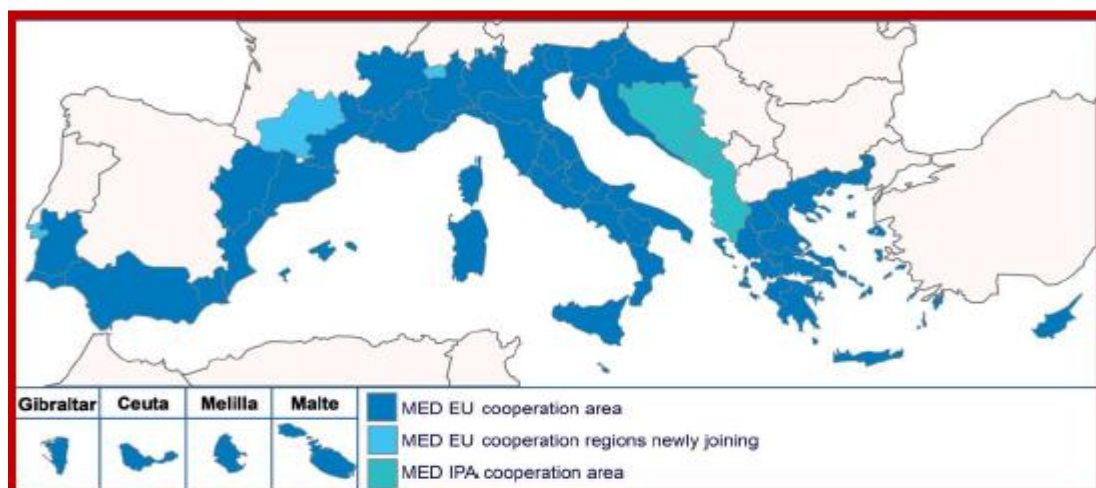 Gibraltar Ceuta Melilla Malte
MED EU cooperation area
MED EU cooperation regions newly joining
MED IPA cooperation area